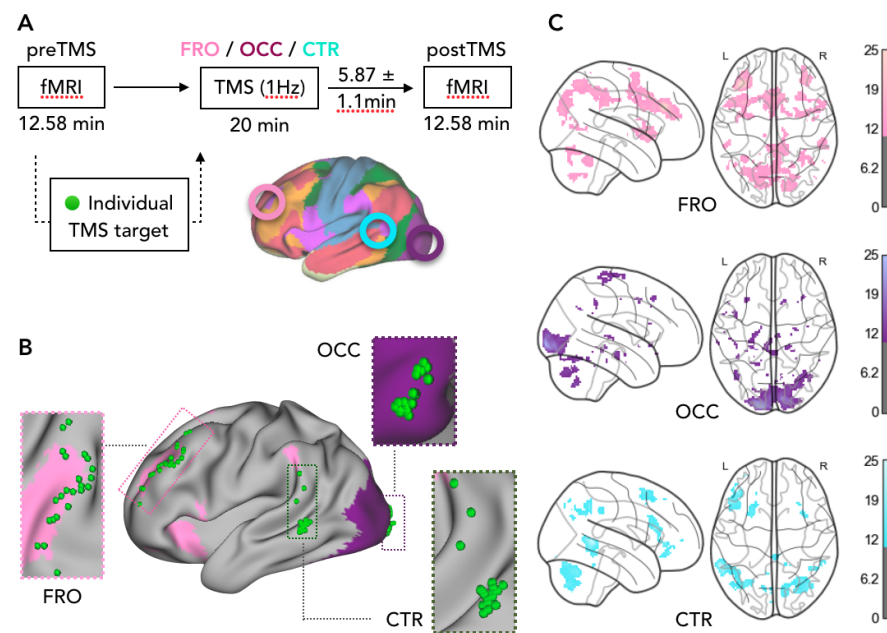 A
preTMS
fMRI
12.58 min
FRO / OCC / CTR
TMS (1Hz)
20 min
5.87 ±
1.1min
postTMS
fMRI
12.58 min
Individual
TMS target
B
OCC
FRO
CTR
C
L
R
25
19
12
6.2
0
FRO
L
R
25
19
12
6.2
0
OCC
L
R
25
19
12
6.2
0
CTR